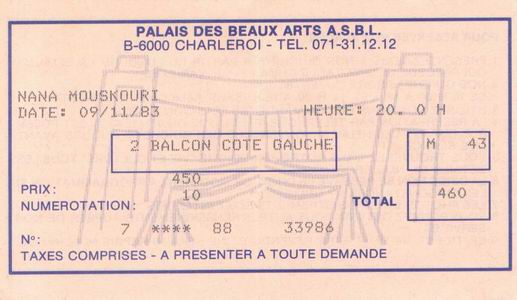 PALAIS DES BEAUX ARTS A.S.B.L.
B-6000 CHARLEROI - TEL. 071-31.12.12
NANA MOUSKOURI
DATE: 09/11/83 HEURE: 20. 0 H
2 BALCON COTE GAUCHE M 43
PRIX: 450
NUMEROTATION: 10 TOTAL 460
N°: 7 **** 88 33986
TAXES COMPRISES - A PRESENTER A TOUTE DEMANDE